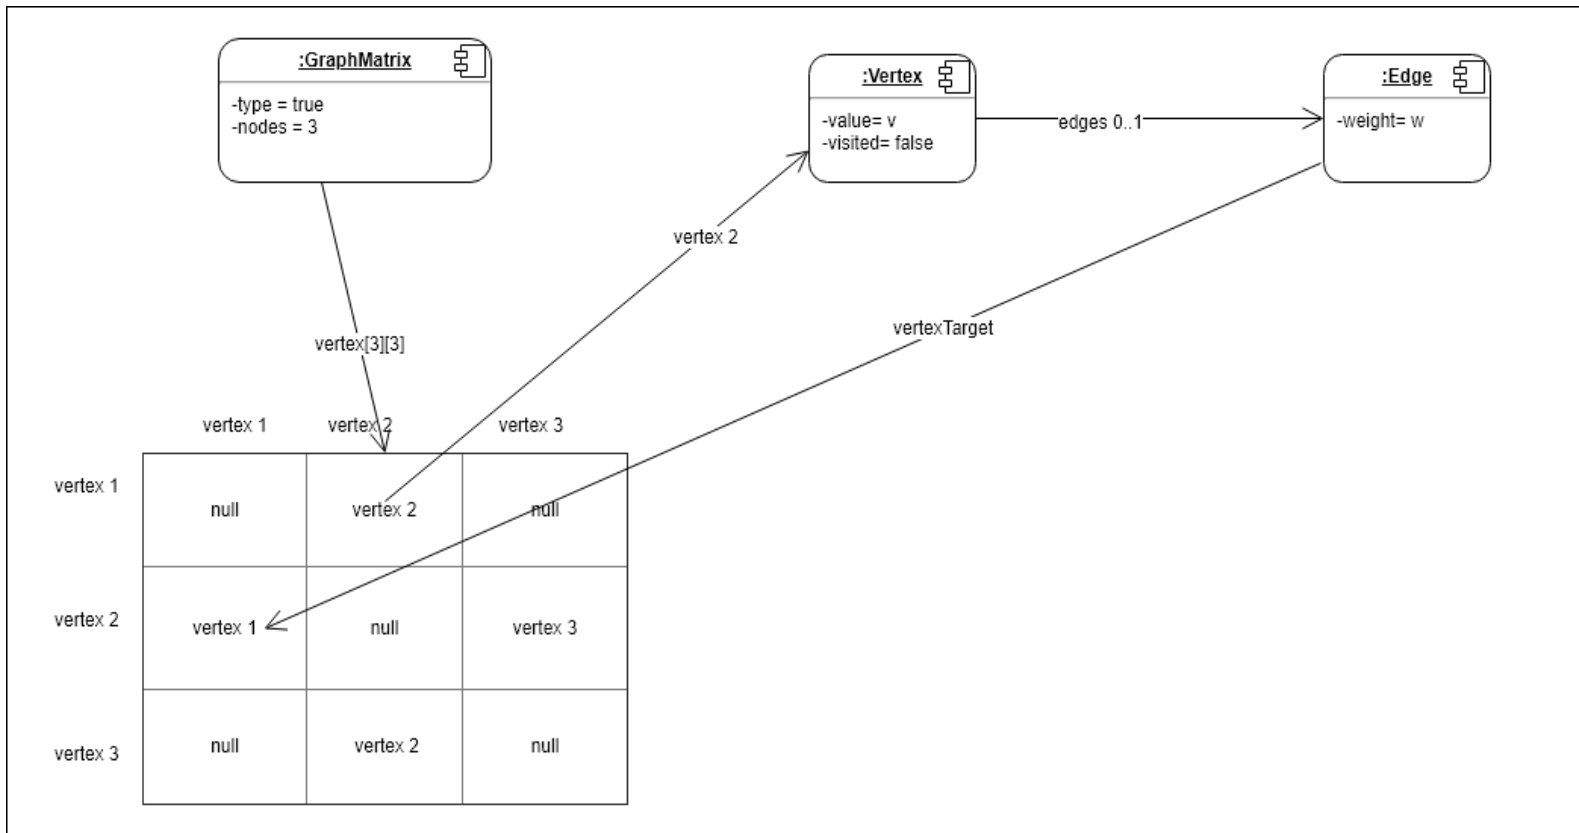 :GraphMatrix
-type = true
-nodes = 3
:Vertex
-value= v
-visited= false
edges 0..1
:Edge
-weight= w
vertex 2
vertexTarget
vertex[3][3]
vertex 1 vertex 2 vertex 3
vertex 1 null vertex 2 null
vertex 2 vertex 1 null vertex 3
vertex 3 null vertex 2 null